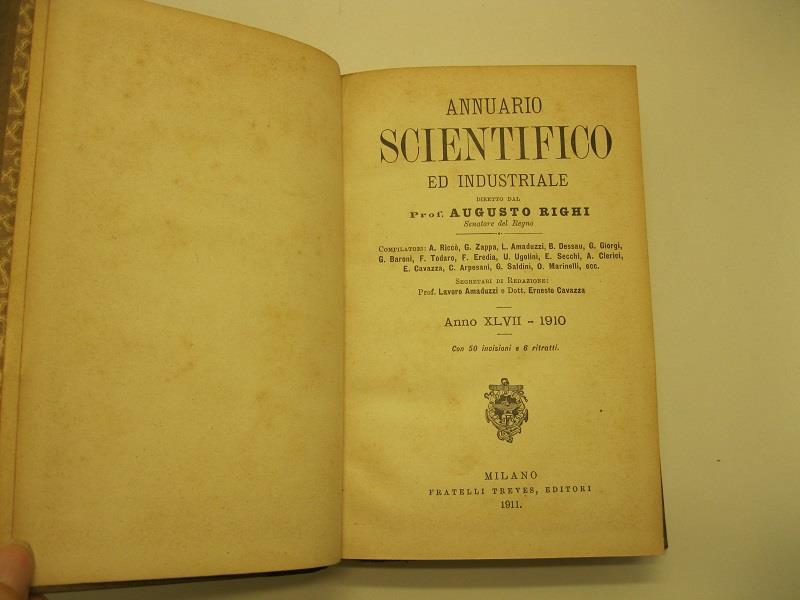 ANNUARIO
SCIENTIFICO
ED INDUSTRIALE
DIRETTO DAL
Prof. AUGUSTO RIGHI
Senatore del Regno
COMPILATORI: A. Riccò, G. Zappa, L. Amaduzzi, B. Dessau, G. Giorgi,
G. Baroni, F. Todaro, F. Eredia, U. Ugolini, E. Secchi, A. Clerici,
E. Cavazza, C. Arpesani, G. Saldini, O. Marinelli, ecc.
SEGRETARI DI REDAZIONE:
Prof. Lavoro Amaduzzi e Dott. Ernesto Cavazza
Anno XLVII - 1910
Con 50 incisioni e 6 ritratti.
MILANO
FRATELLI TREVES, EDITORI
1911.